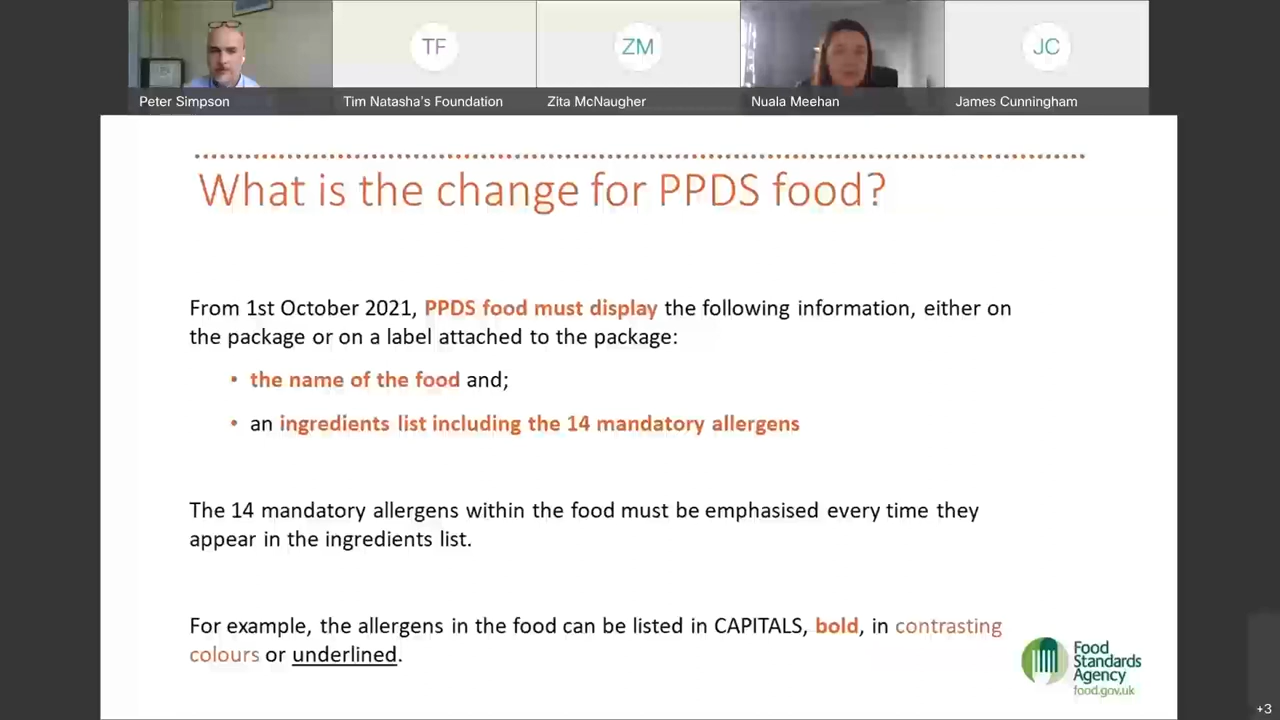 TF
ZM
JC
Peter Simpson
Tim Natasha's Foundation
Zita McNaugher
Nuala Meehan
James Cunningham
What is the change for PPDS food?
From 1st October 2021, PPDS food must display the following information, either on
the package or on a label attached to the package:
• the name of the food and;
• an ingredients list including the 14 mandatory allergens
The 14 mandatory allergens within the food must be emphasised every time they
appear in the ingredients list.
For example, the allergens in the food can be listed in CAPITALS, bold, in contrasting
colours or underlined.
Food
Standards
Agency
food.gov.uk
+3